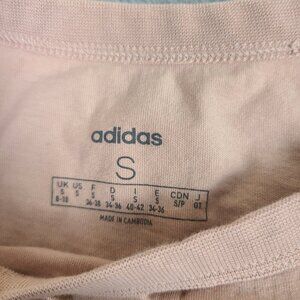 adidas
S
UK US F D I E CDN J
S S S S S S S/P OT
8-10 36-38 34-36 40-42 34-36
MADE IN CAMBODIA